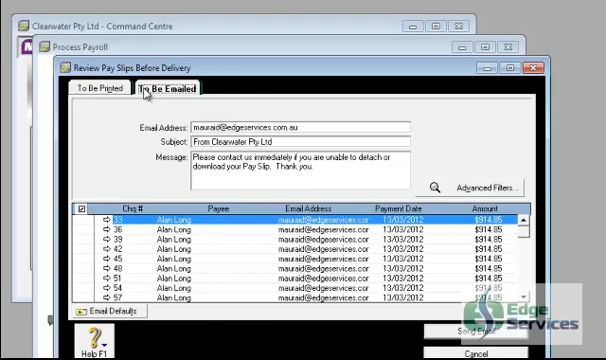 Clearwater Pty Ltd - Command Centre
Process Payroll
Review Pay Slips Before Delivery
To Be Printed
To Be Emailed
Email Address: mauraid@edgeservices.com.au
Subject: From Clearwater Pty Ltd
Message: Please contact us immediately if you are unable to detach or
download your Pay Slip. Thank you.
Advanced Filters...
Chq # Payee Email Address Payment Date Amount
33 Alan Long mauraid@edgeservices.cor 13/03/2012 $914.85
36 Alan Long mauraid@edgeservices.cor 13/03/2012 $914.85
39 Alan Long mauraid@edgeservices.cor 13/03/2012 $914.85
42 Alan Long mauraid@edgeservices.cor 13/03/2012 $914.85
45 Alan Long mauraid@edgeservices.cor 13/03/2012 $914.85
48 Alan Long mauraid@edgeservices.cor 13/03/2012 $914.85
51 Alan Long mauraid@edgeservices.cor 13/03/2012 $914.85
54 Alan Long mauraid@edgeservices.cor 13/03/2012 $914.85
57 Alan Long mauraid@edgeservices.cor 13/03/2012 $914.85
Email Defaults
Edge
Services
Help F1
Cancel